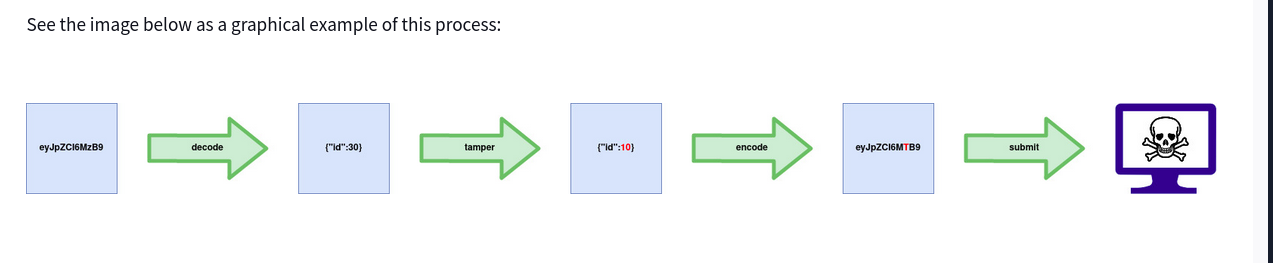 See the image below as a graphical example of this process:
eyJpZCI6MzB9
decode
{"id":30}
tamper
{"id":10}
encode
eyJpZCI6MTB9
submit